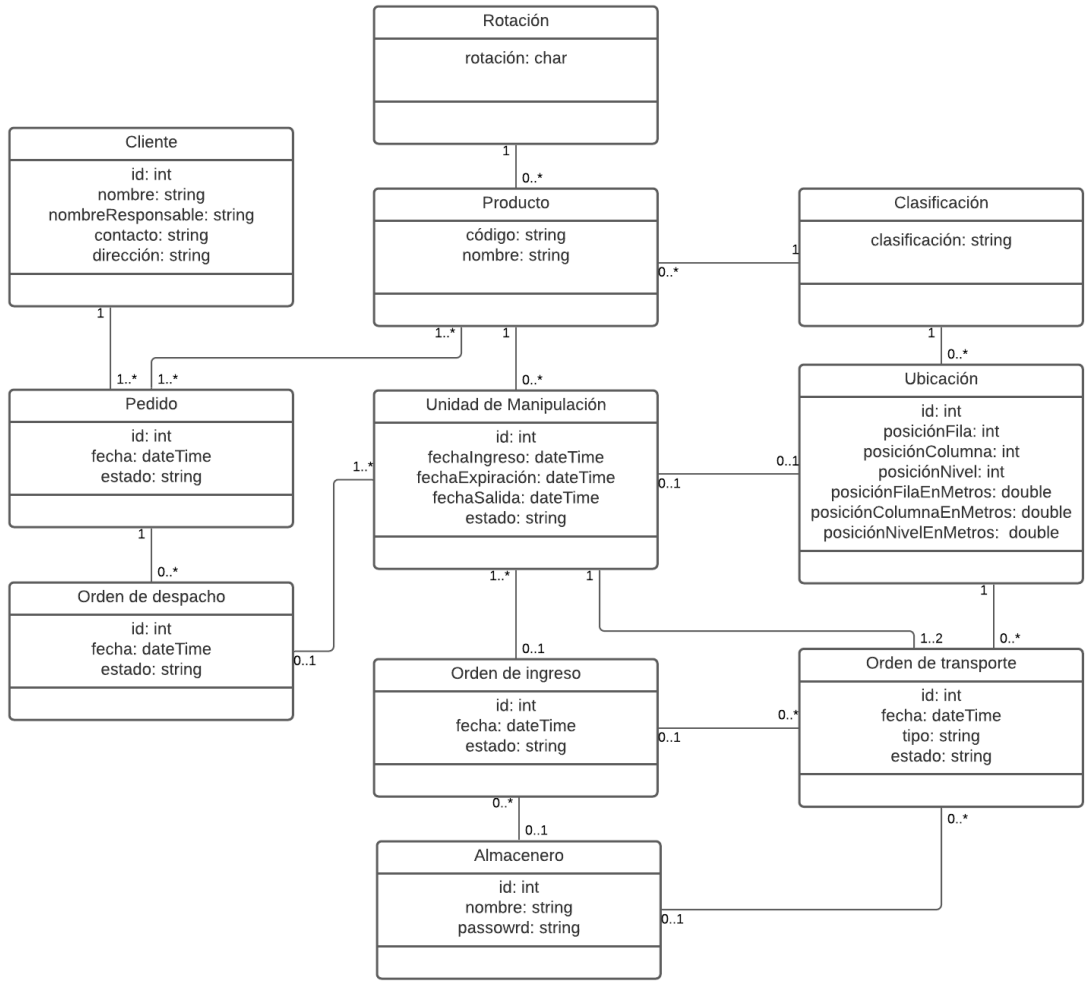 Rotación
rotación: char
1
0..*
Cliente
id: int
nombre: string
nombreResponsable: string
contacto: string
dirección: string
1
1..*
Producto
código: string
nombre: string
0..*
1
1..*
1..*
1
0..*
Clasificación
clasificación: string
1
0..*
Pedido
id: int
fecha: dateTime
estado: string
1
0..*
Unidad de Manipulación
id: int
fechaIngreso: dateTime
fechaExpiración: dateTime
fechaSalida: dateTime
estado: string
1..*
0..1
0..1
1..*
0..1
1
1..2
Ubicación
id: int
posiciónFila: int
posiciónColumna: int
posiciónNivel: int
posiciónFilaEnMetros: double
posiciónColumnaEnMetros: double
posiciónNivelEnMetros:  double
1
0..*
Orden de despacho
id: int
fecha: dateTime
estado: string
0..1
Orden de ingreso
id: int
fecha: dateTime
estado: string
0..1
0..*
0..*
0..1
Orden de transporte
id: int
fecha: dateTime
tipo: string
estado: string
0..*
Almacenero
id: int
nombre: string
passowrd: string
0..1